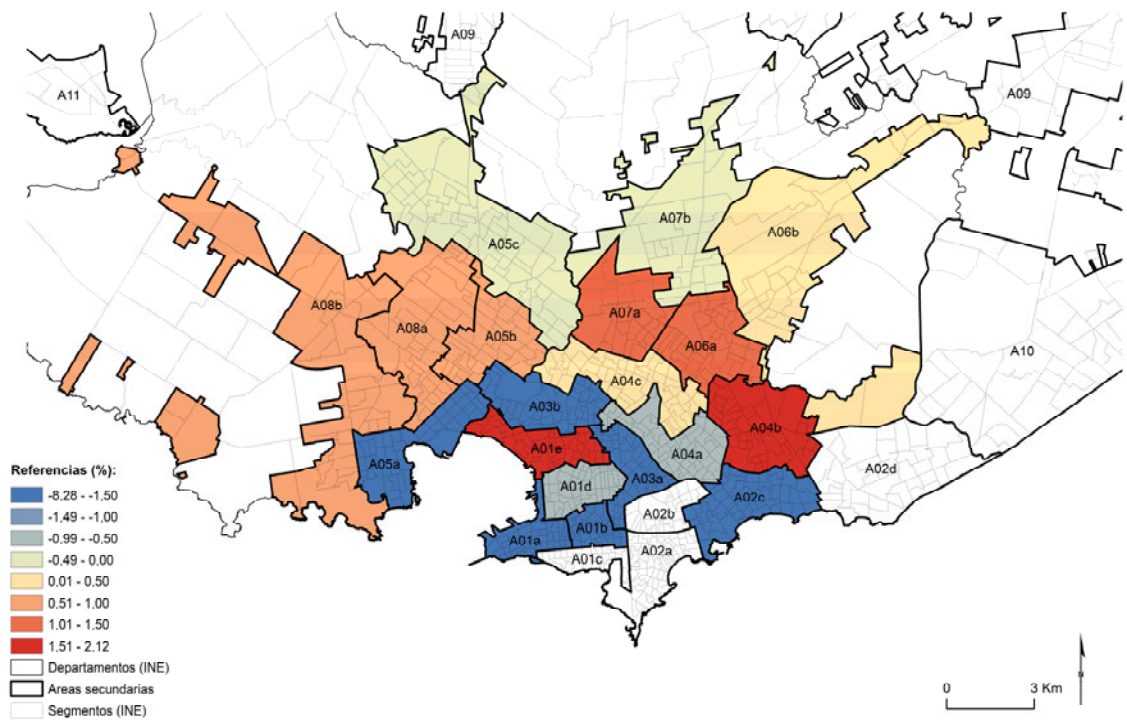 A09
A11
A09
A07b
A06b
A05c
A08b
A07a
A08a
A05b
A06a
A10
A04c
A03b
A04b
A01e
A04a
A05a
A02d
A03a
A01d
A02c
A02b
A01b
A01a
A02a
A01c
Referencias (%):
-8.28 - -1.50
-1.49 - -1.00
-0.99 - -0.50
-0.49 - 0.00
0.01 - 0.50
0.51 - 1.00
1.01 - 1.50
1.51 - 2.12
Departamentos (INE)
Areas secundarias
Segmentos (INE)
0 3 Km